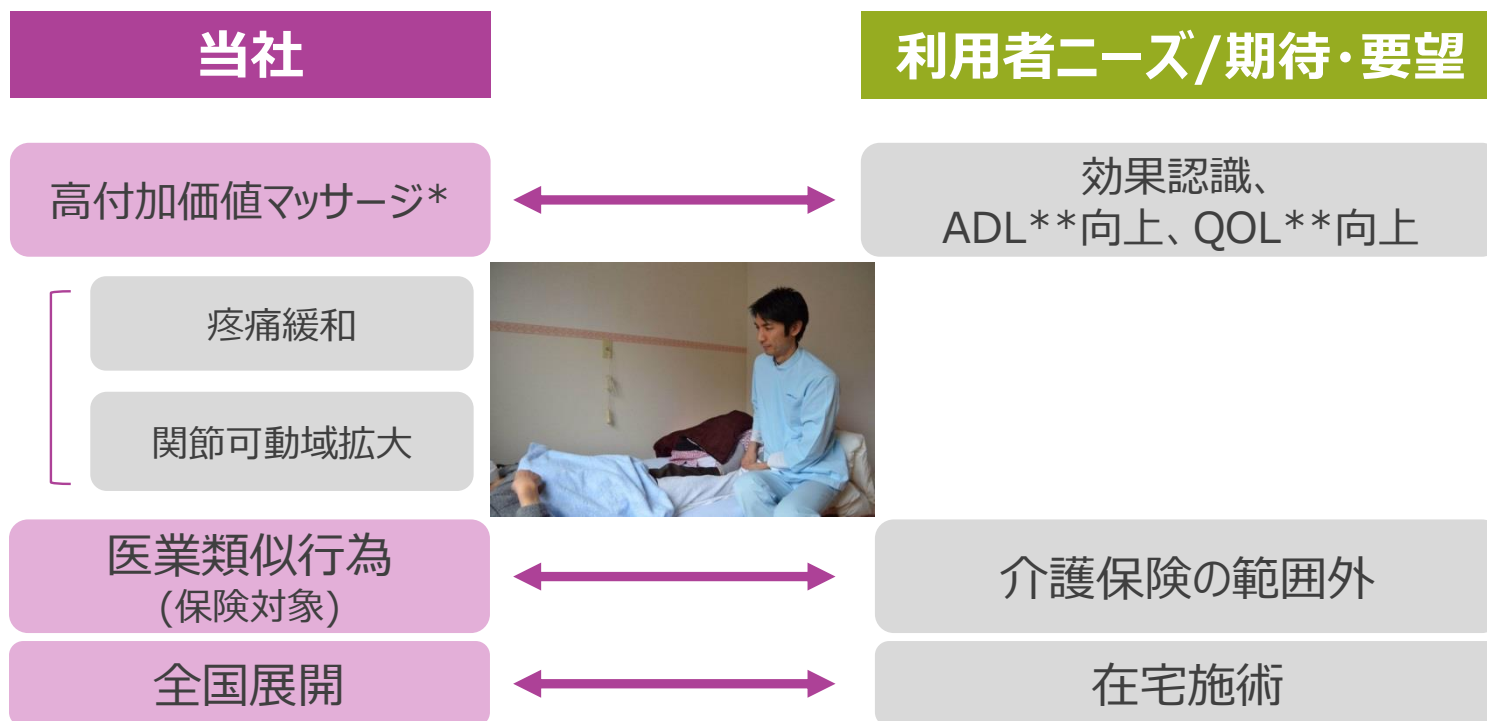 当社
利用者ニーズ/期待・要望
高付加価値マッサージ*
効果認識、
ADL**向上、QOL**向上
疼痛緩和
関節可動域拡大
医業類似行為
(保険対象)
介護保険の範囲外
全国展開
在宅施術